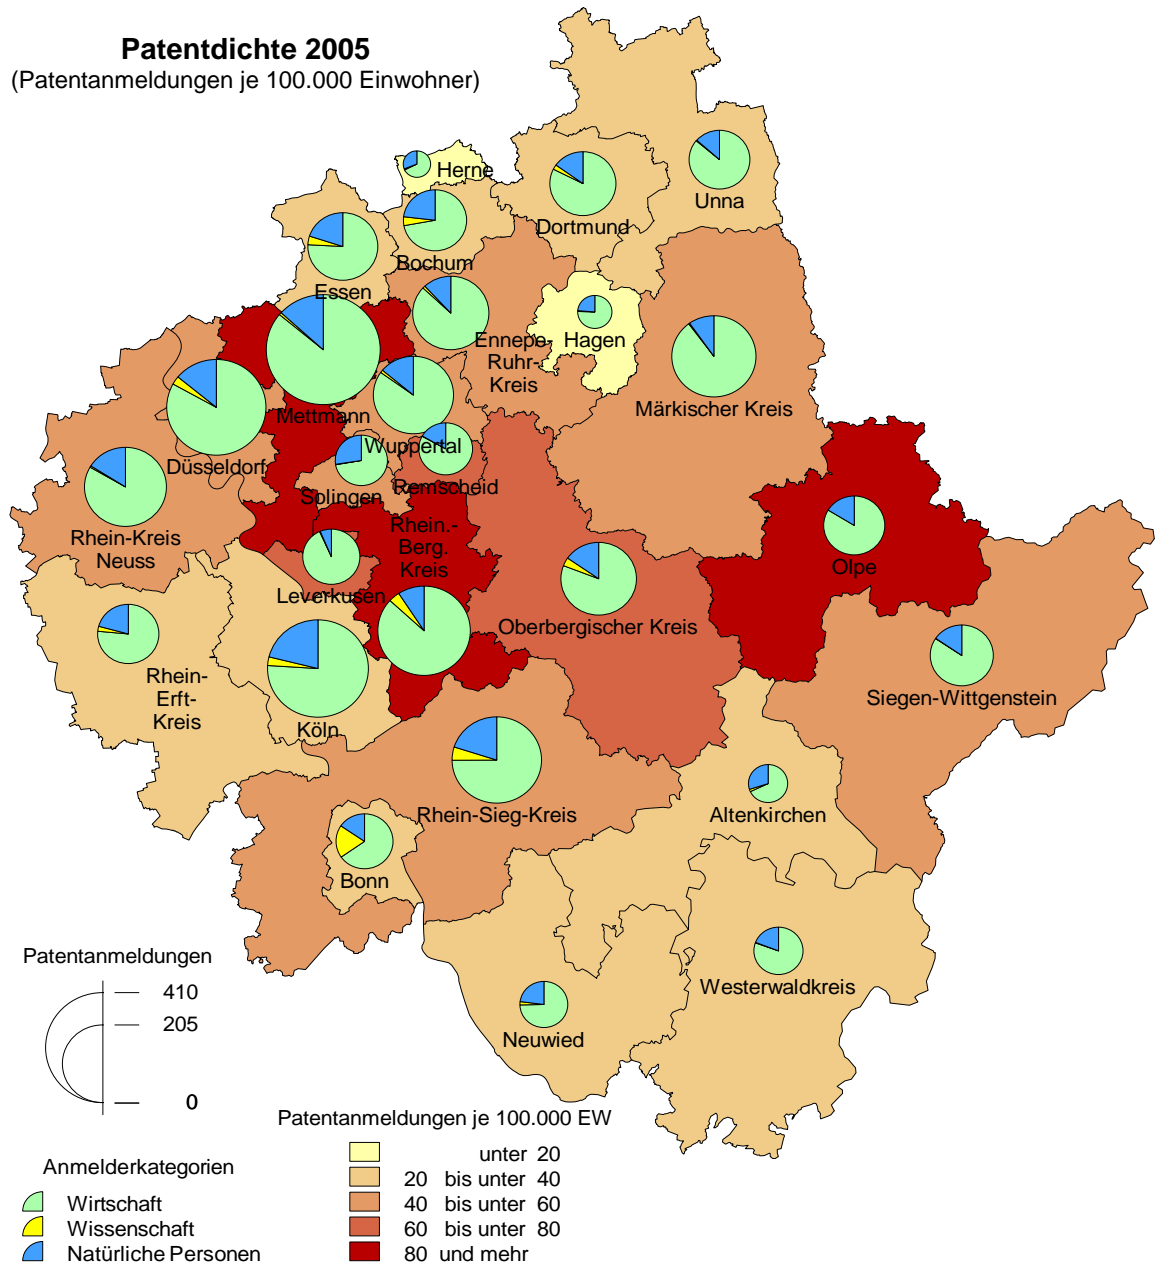 Patentdichte 2005
(Patentanmeldungen je 100.000 Einwohner)
Herne
Unna
Dortmund
Bochum
Essen
Ennepe-
Ruhr-
Kreis
Hagen
Märkischer Kreis
Mettmann
Wuppertal
Düsseldorf
Solingen
Remscheid
Rhein-Kreis
Neuss
Rhein.-
Berg.
Kreis
Leverkusen
Olpe
Oberbergischer Kreis
Rhein-
Erft-
Kreis
Köln
Siegen-Wittgenstein
Rhein-Sieg-Kreis
Altenkirchen
Bonn
Westerwaldkreis
Neuwied
Patentanmeldungen
410
205
0
Anmelderkategorien
Wirtschaft
Wissenschaft
Natürliche Personen
Patentanmeldungen je 100.000 EW
unter 20
20 bis unter 40
40 bis unter 60
60 bis unter 80
80 und mehr